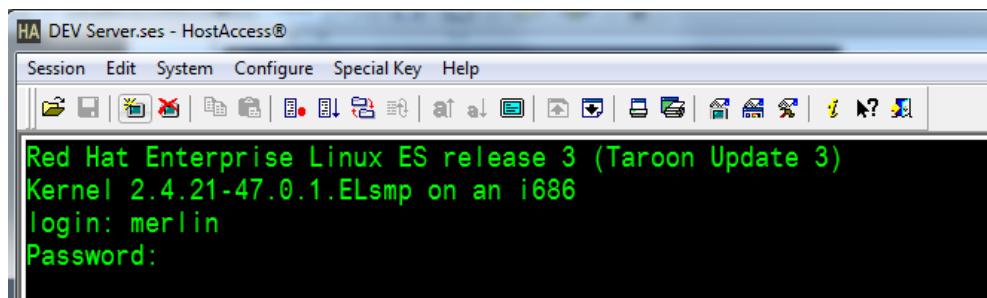 HA DEV Server.ses - HostAccess®
Session Edit System Configure Special Key Help
Red Hat Enterprise Linux ES release 3 (Taroon Update 3)
Kernel 2.4.21-47.0.1.ELsmp on an i686
login: merlin
Password: